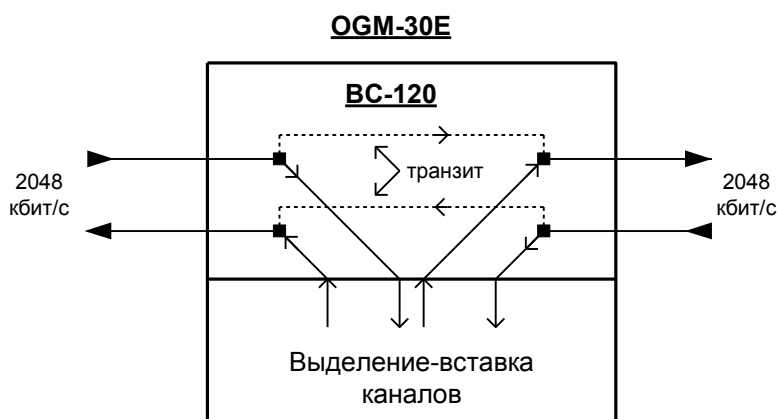 OGM-30E
BC-120
транзит
2048
кбит/с
2048
кбит/с
Выделение-вставка
каналов